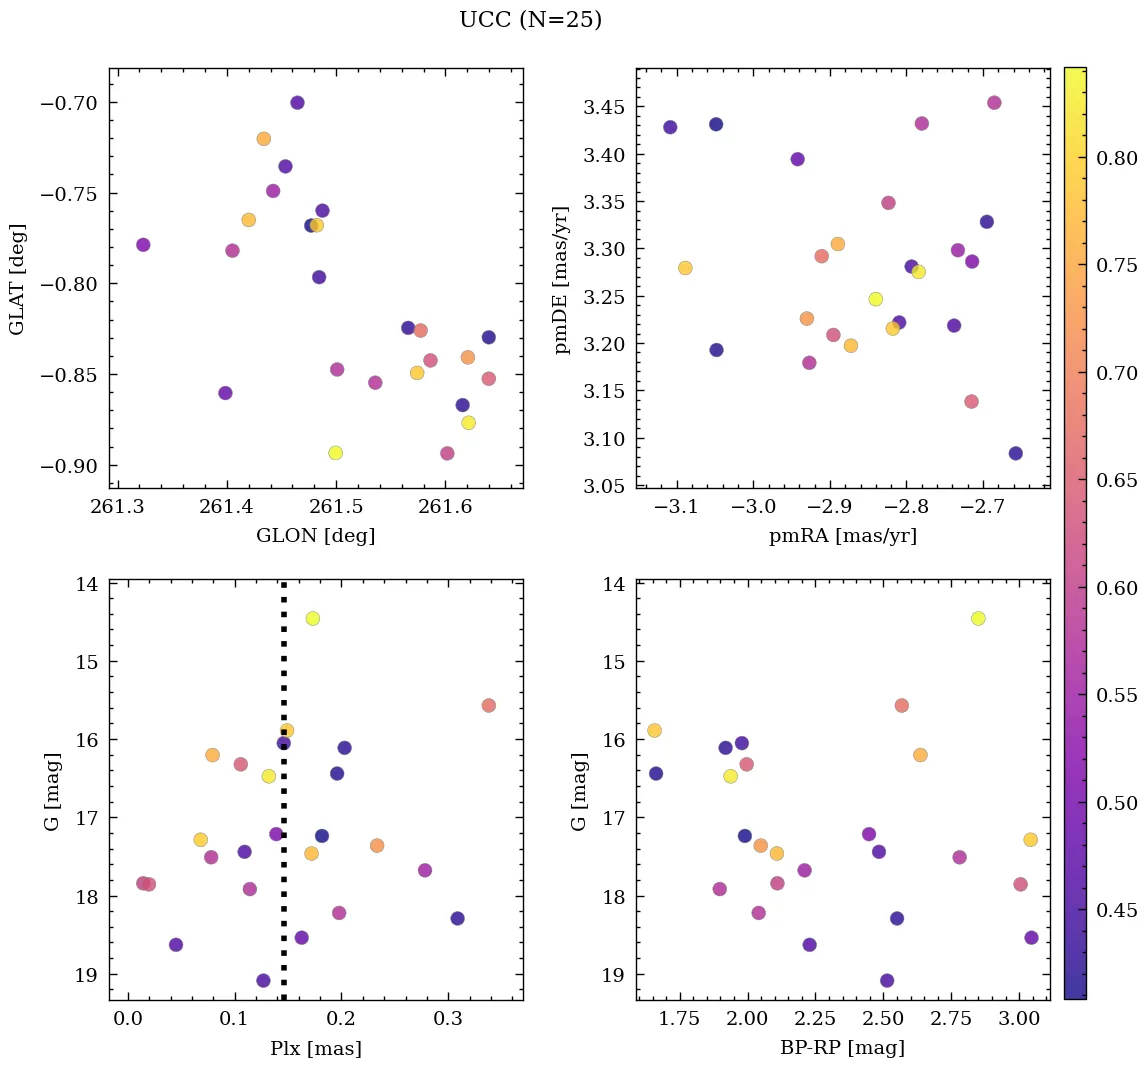 UCC (N=25)
−0.70
−0.75
−0.80
−0.85
−0.90
GLAT [deg]
261.3 261.4 261.5 261.6
GLON [deg]
3.45
3.40
3.35
3.30
3.25
3.20
3.15
3.10
3.05
pmDE [mas/yr]
−3.1 −3.0 −2.9 −2.8 −2.7
pmRA [mas/yr]
14
15
16
17
18
19
G [mag]
0.0 0.1 0.2 0.3
Plx [mas]
14
15
16
17
18
19
G [mag]
1.75 2.00 2.25 2.50 2.75 3.00
BP-RP [mag]
0.80
0.75
0.70
0.65
0.60
0.55
0.50
0.45